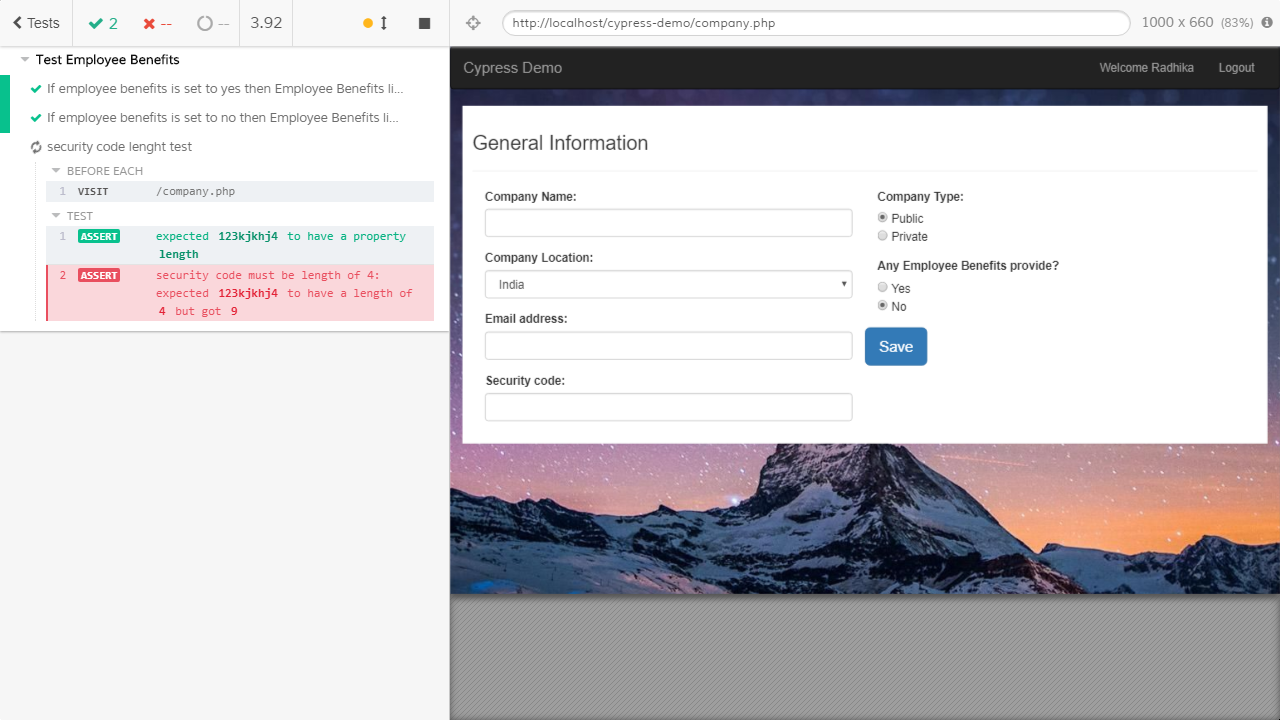 Tests
2
--
--
3.92
http://localhost/cypress-demo/company.php
1000 x 660 (83%)
Test Employee Benefits
If employee benefits is set to yes then Employee Benefits li...
If employee benefits is set to no then Employee Benefits li...
security code lenght test
BEFORE EACH
1 VISIT /company.php
TEST
1 ASSERT expected 123kjkhj4 to have a property
length
2 ASSERT security code must be length of 4:
expected 123kjkhj4 to have a length of
4 but got 9
Cypress Demo
Welcome Radhika
Logout
General Information
Company Name:
Company Location:
India
Email address:
Security code:
Company Type:
Public
Private
Any Employee Benefits provide?
Yes
No
Save